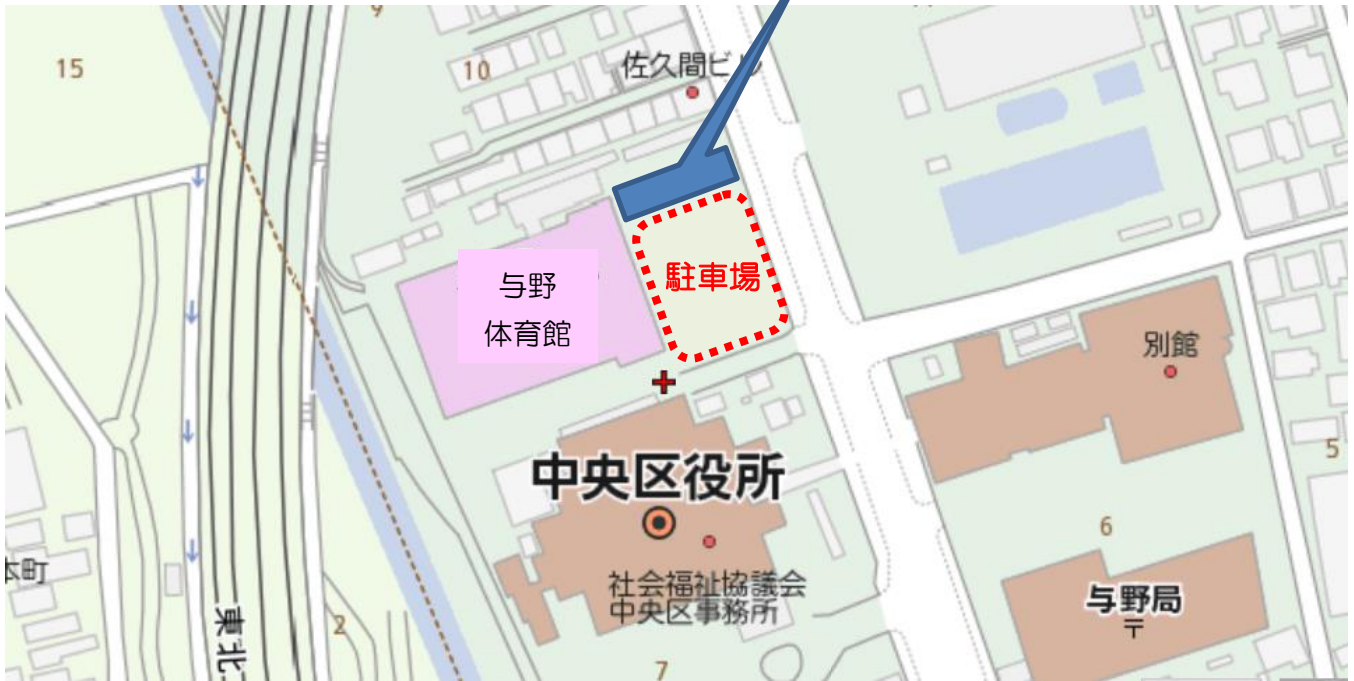 9
15
10
佐久間ビル
駐車場
与野
体育館
別館
中央区役所
5
6
本町
社会福祉協議会
中央区事務所
与野局
〒
東北
2
7